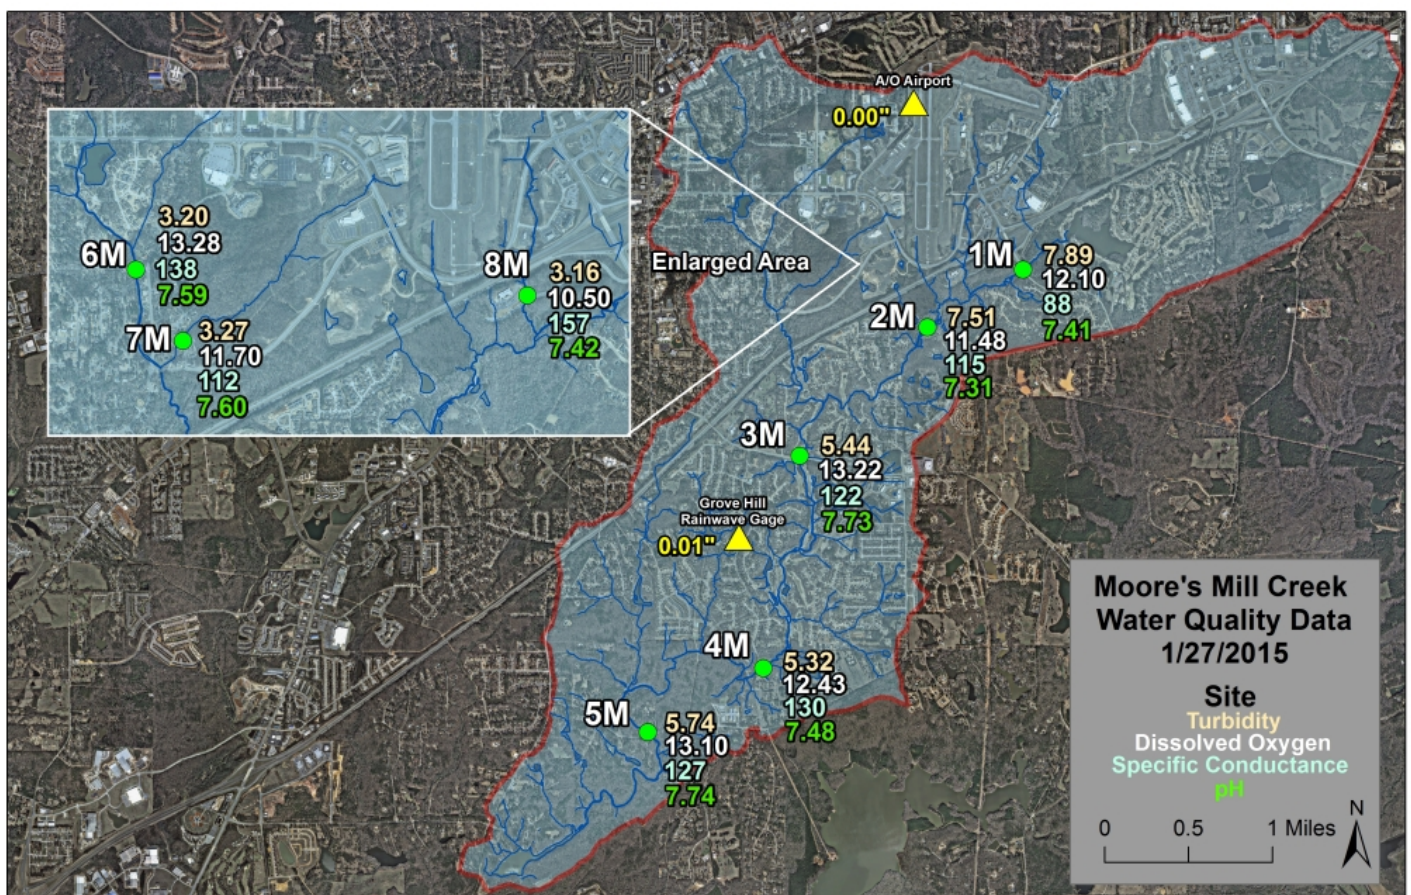 A/O Airport
0.00"
Enlarged Area
6M
3.20
13.28
138
7.59
7M
3.27
11.70
112
7.60
8M
3.16
10.50
157
7.42
1M
7.89
12.10
88
7.41
2M
7.51
11.48
115
7.31
3M
5.44
13.22
122
7.73
Grove Hill
Rainwave Gage
0.01"
4M
5.32
12.43
130
7.48
5M
5.74
13.10
127
7.74
Moore's Mill Creek
Water Quality Data
1/27/2015
Site
Turbidity
Dissolved Oxygen
Specific Conductance
pH
N
0 0.5 1 Miles